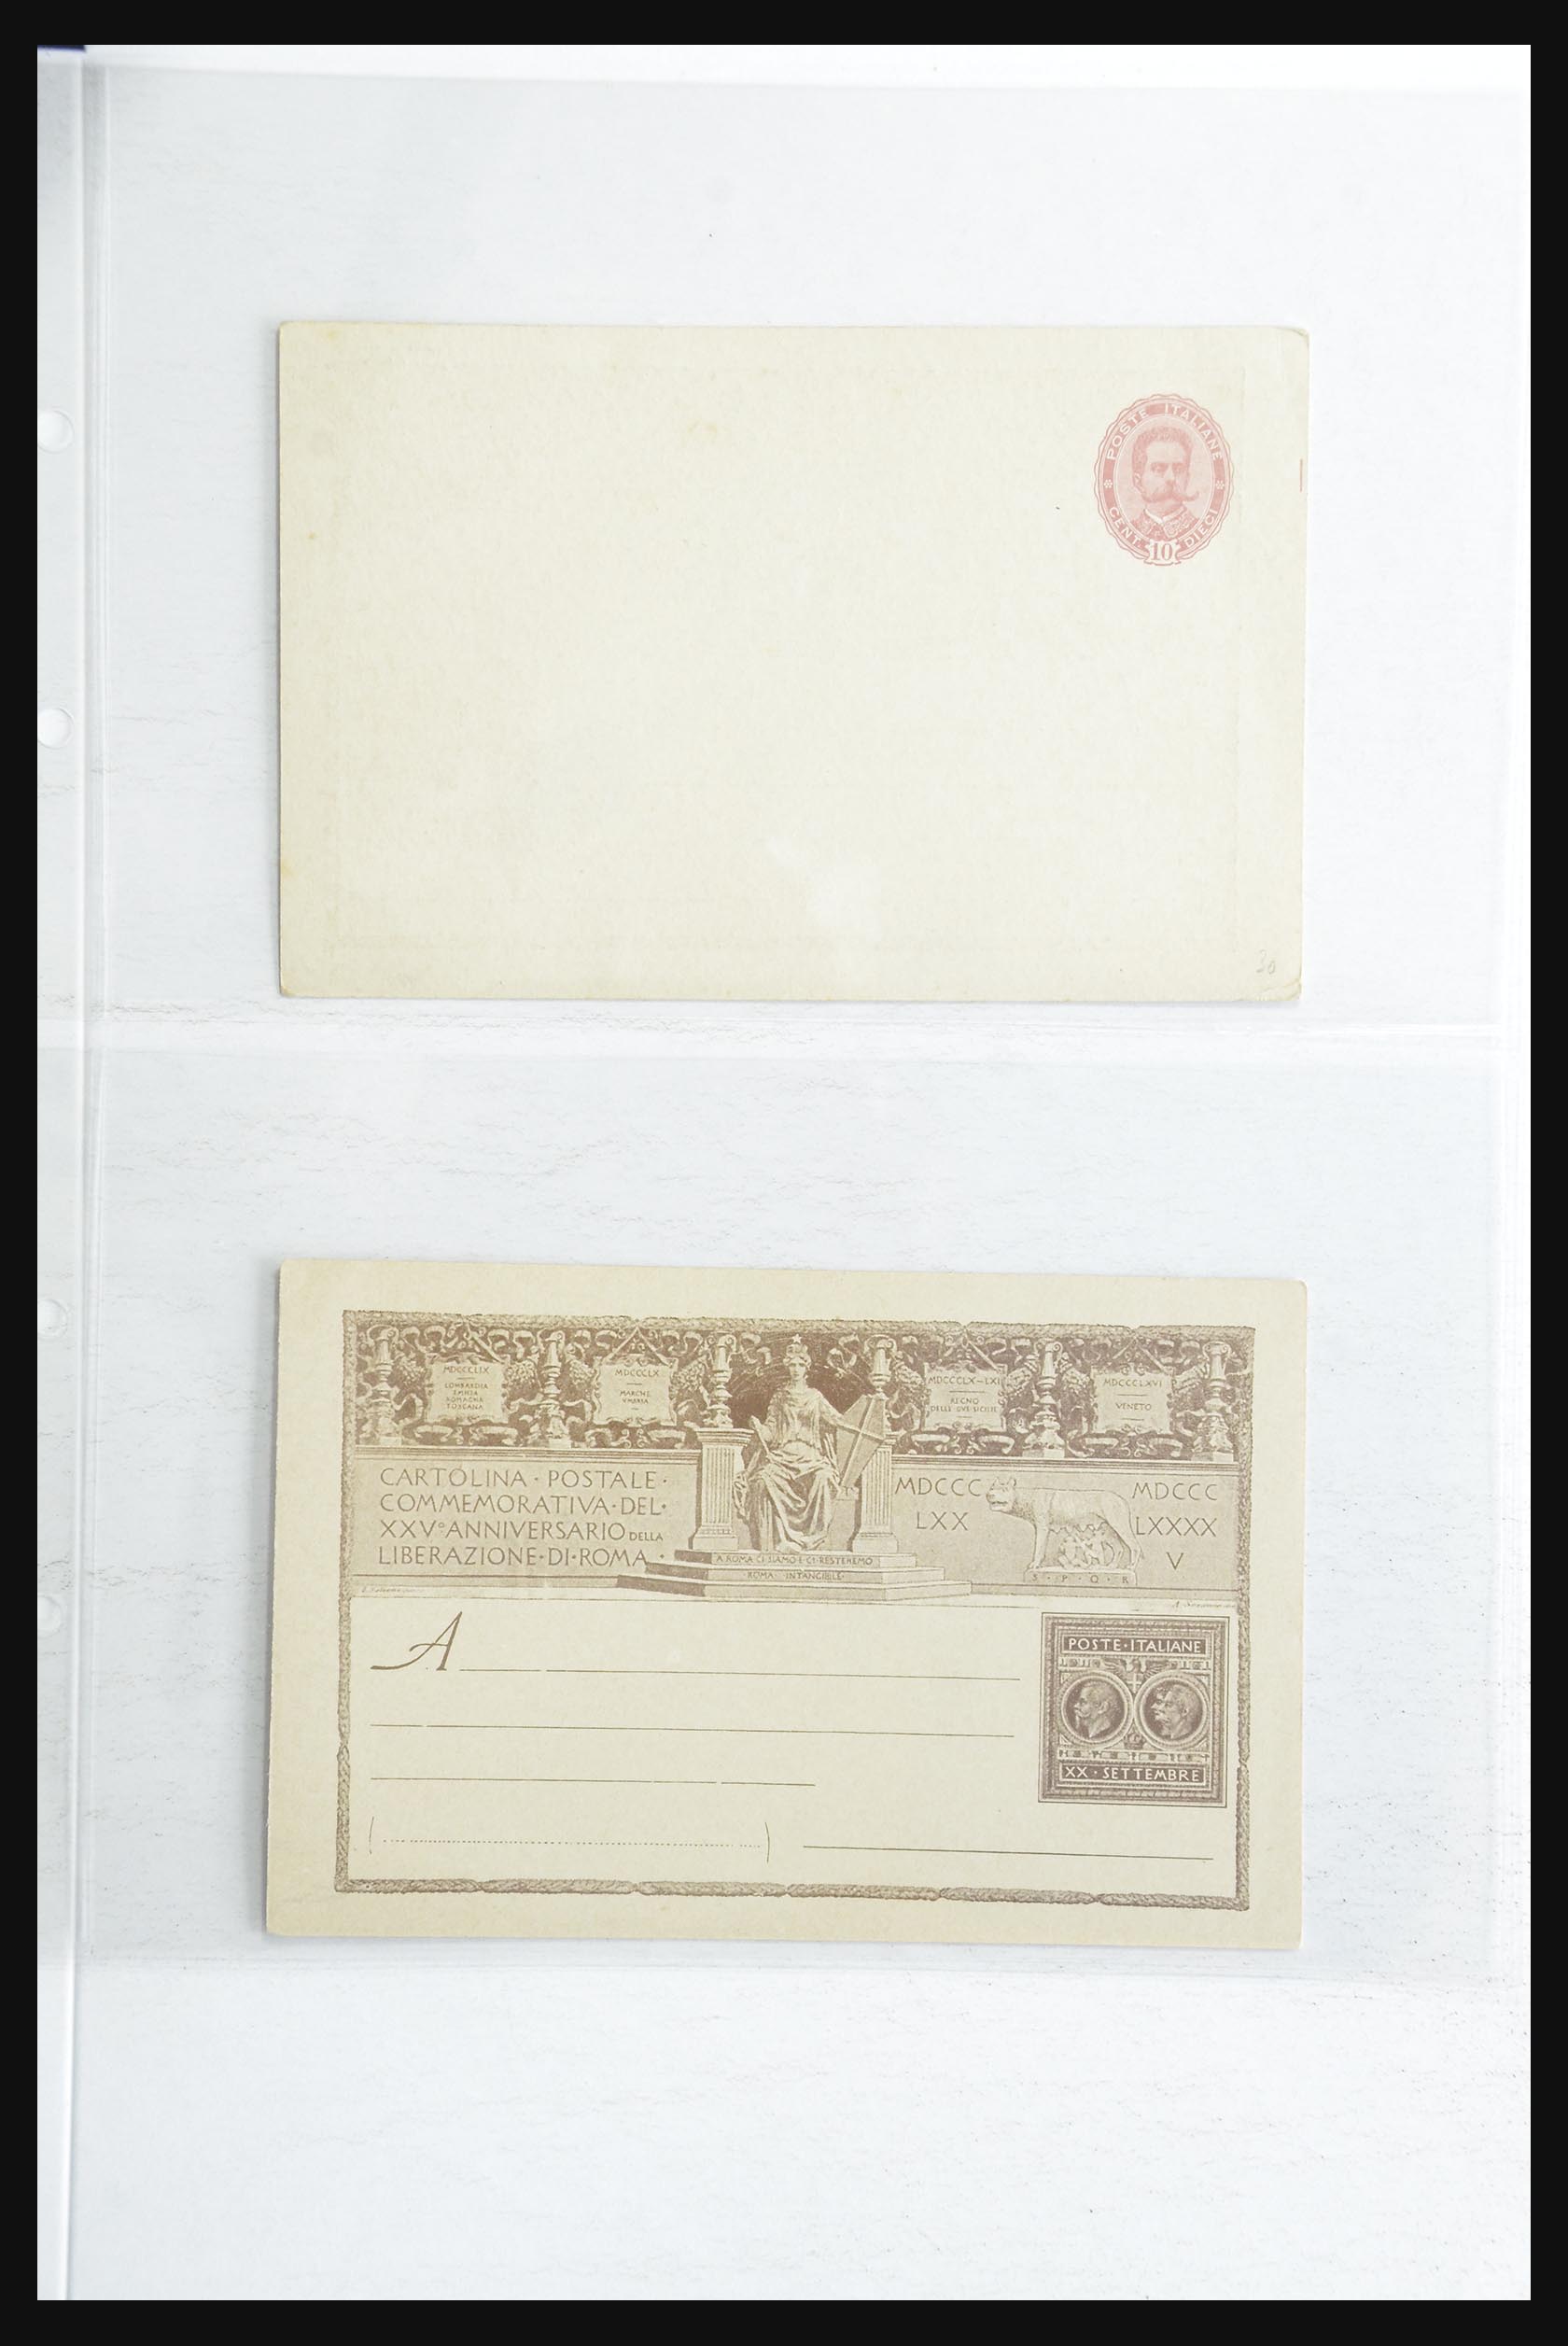 POSTE ITALIANE
CENT. 10 DIECI
30
MDCCCLIX
LOMBARDIA
EMILIA
ROMAGNA
TOSCANA
MDCCCLX
MARCHE
UMBRIA
MDCCCLX-LXI
REGNO
DELLE DUE SICILIE
MDCCCLXVI
VENETO
CARTOLINA · POSTALE ·
COMMEMORATIVA · DEL ·
XXV° ANNIVERSARIO DELLA
LIBERAZIONE · DI · ROMA ·
A ROMA CI SIAMO E CI RESTEREMO
ROMA INTANGIBILE
MDCCC
LXX
MDCCC
LXXXX
V
S · P · Q · R
A
POSTE · ITALIANE
XX · SETTEMBRE